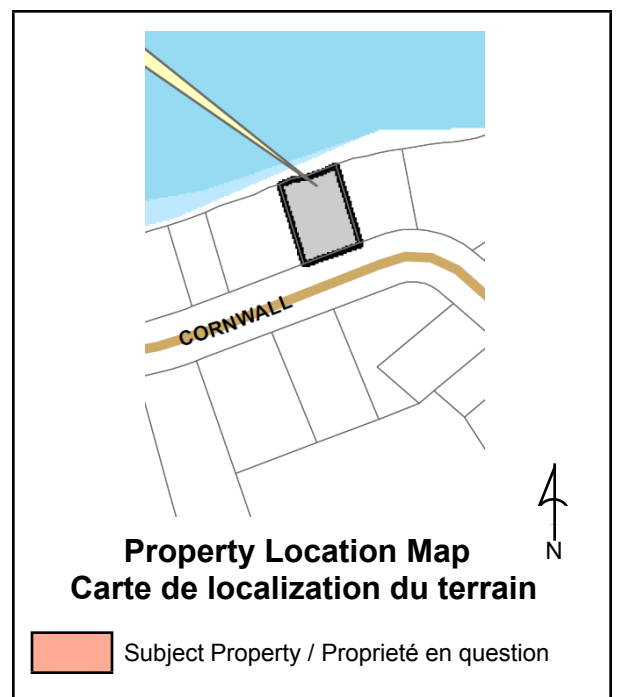 CORNWALL
N
Property Location Map
Carte de localization du terrain
Subject Property / Proprieté en question